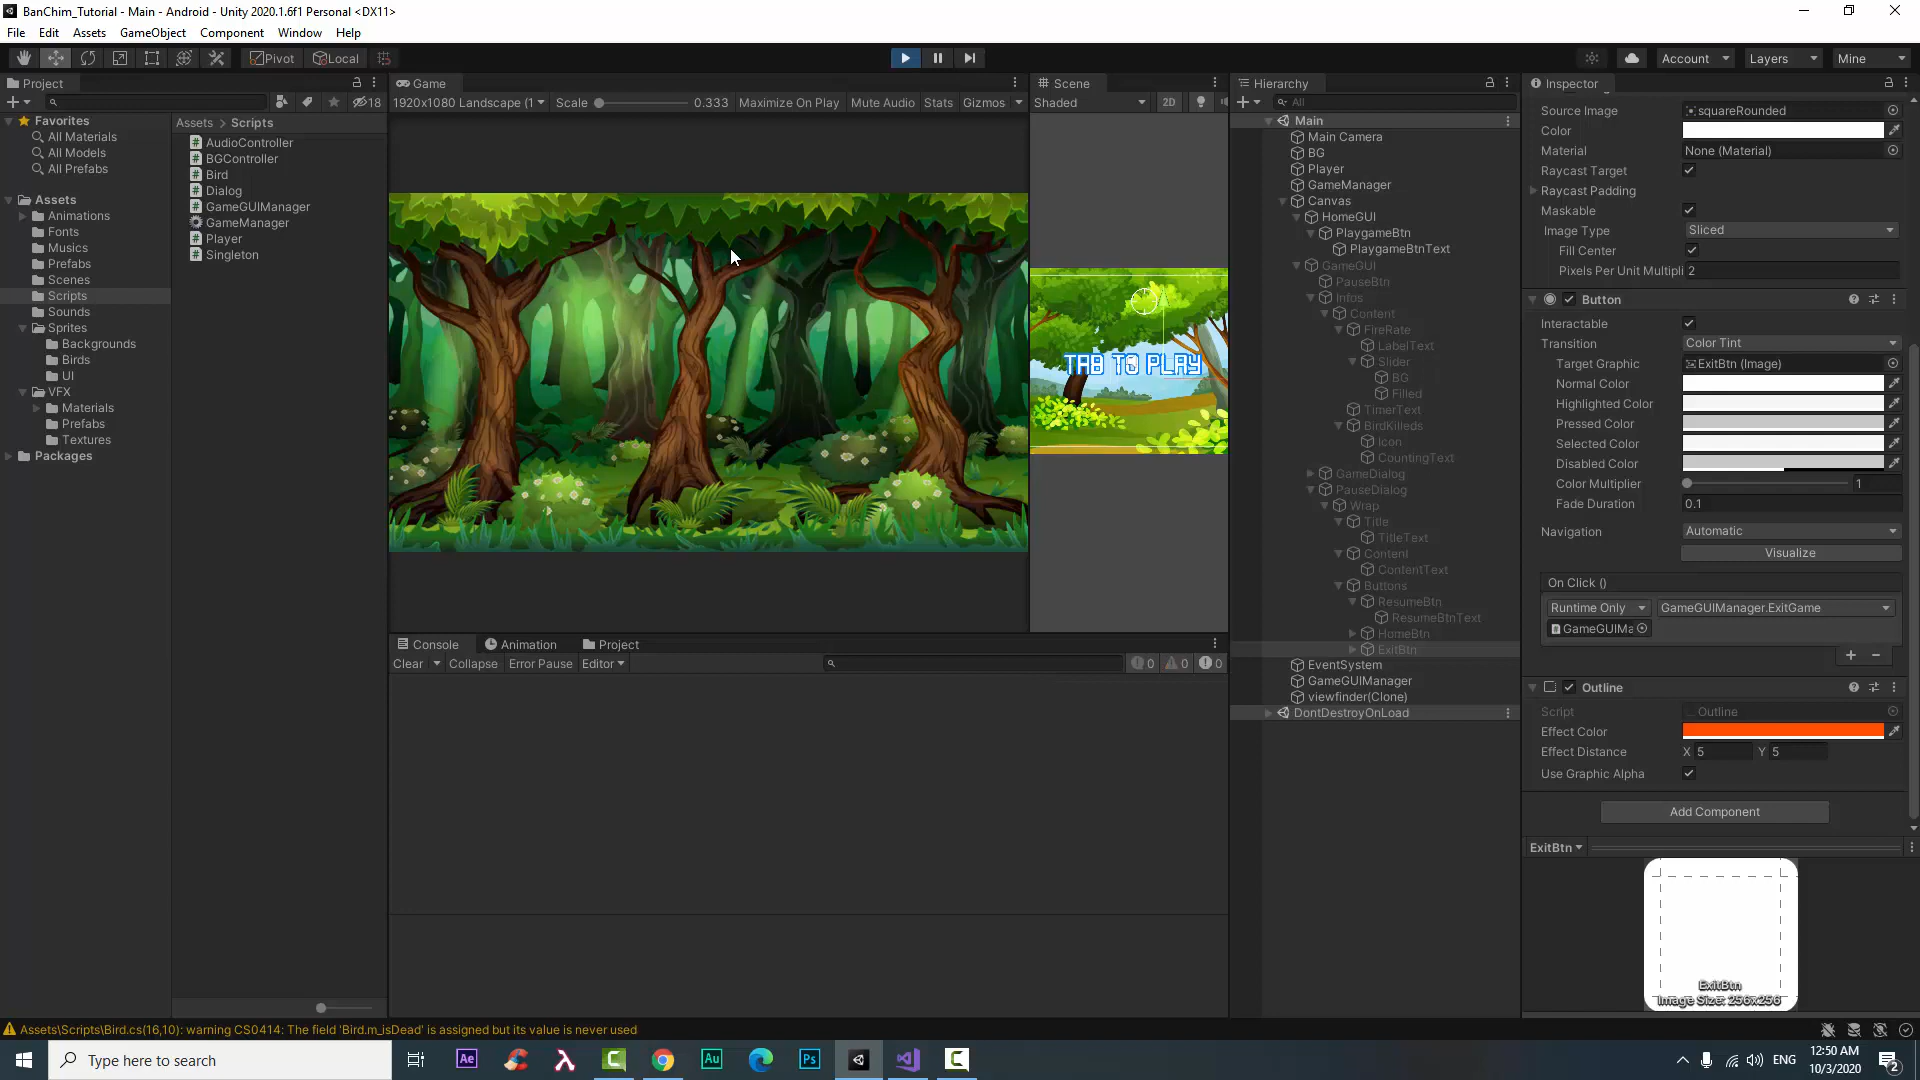 BanChim_Tutorial - Main - Android - Unity 2020.1.6f1 Personal <DX11>
File Edit Assets GameObject Component Window Help
Pivot Local Account Layers Mine
Project
18
Favorites
All Materials
All Models
All Prefabs
Assets
Animations
Fonts
Musics
Prefabs
Scenes
Scripts
Sounds
Sprites
Backgrounds
Birds
UI
VFX
Materials
Prefabs
Textures
Packages
Assets > Scripts
AudioController
BGController
Bird
Dialog
GameGUIManager
GameManager
Player
Singleton
Game
1920x1080 Landscape (1 Scale 0.333 Maximize On Play Mute Audio Stats Gizmos
Scene
Shaded 2D
TAB TO PLAY
Console Animation Project
Clear Collapse Error Pause Editor 0 0 0
Hierarchy
All
Main
Main Camera
BG
Player
GameManager
Canvas
HomeGUI
PlaygameBtn
PlaygameBtnText
GameGUI
PauseBtn
Infos
Content
FireRate
LabelText
Slider
BG
Filled
TimerText
BirdKilleds
Icon
CountingText
GameDialog
PauseDialog
Wrap
Title
TitleText
Content
ContentText
Buttons
ResumeBtn
ResumeBtnText
HomeBtn
ExitBtn
EventSystem
GameGUIManager
viewfinder(Clone)
DontDestroyOnLoad
Inspector
Source Image squareRounded
Color
Material None (Material)
Raycast Target
Raycast Padding
Maskable
Image Type Sliced
Fill Center
Pixels Per Unit Multipli 2
Button
Interactable
Transition Color Tint
Target Graphic ExitBtn (Image)
Normal Color
Highlighted Color
Pressed Color
Selected Color
Disabled Color
Color Multiplier 1
Fade Duration 0.1
Navigation Automatic
Visualize
On Click ()
Runtime Only GameGUIManager.ExitGame
GameGUIMa
Outline
Script Outline
Effect Color
Effect Distance X 5 Y 5
Use Graphic Alpha
Add Component
ExitBtn
ExitBtn
Image Size: 256x256
Assets\Scripts\Bird.cs(16,10): warning CS0414: The field 'Bird.m_isDead' is assigned but its value is never used
Type here to search
Ae Au Ps
ENG
12:50 AM
10/3/2020
2